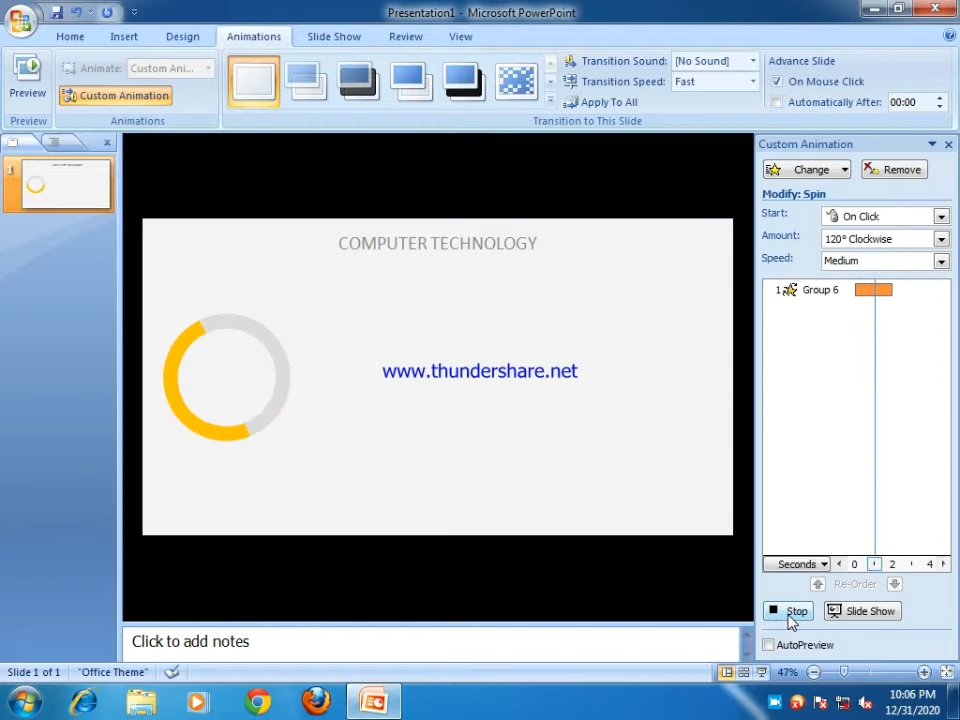 Presentation1 - Microsoft PowerPoint
Home Insert Design Animations Slide Show Review View
Preview
Preview
Animate: Custom Ani...
Custom Animation
Animations
Transition Sound: [No Sound]
Transition Speed: Fast
Apply To All
Transition to This Slide
Advance Slide
On Mouse Click
Automatically After: 00:00
1
COMPUTER TECHNOLOGY
www.thundershare.net
Click to add notes
Custom Animation
Change Remove
Modify: Spin
Start: On Click
Amount: 120° Clockwise
Speed: Medium
1 Group 6
Seconds 0 2 4
Re-Order
Stop Slide Show
AutoPreview
Slide 1 of 1 "Office Theme" 47%
10:06 PM
12/31/2020